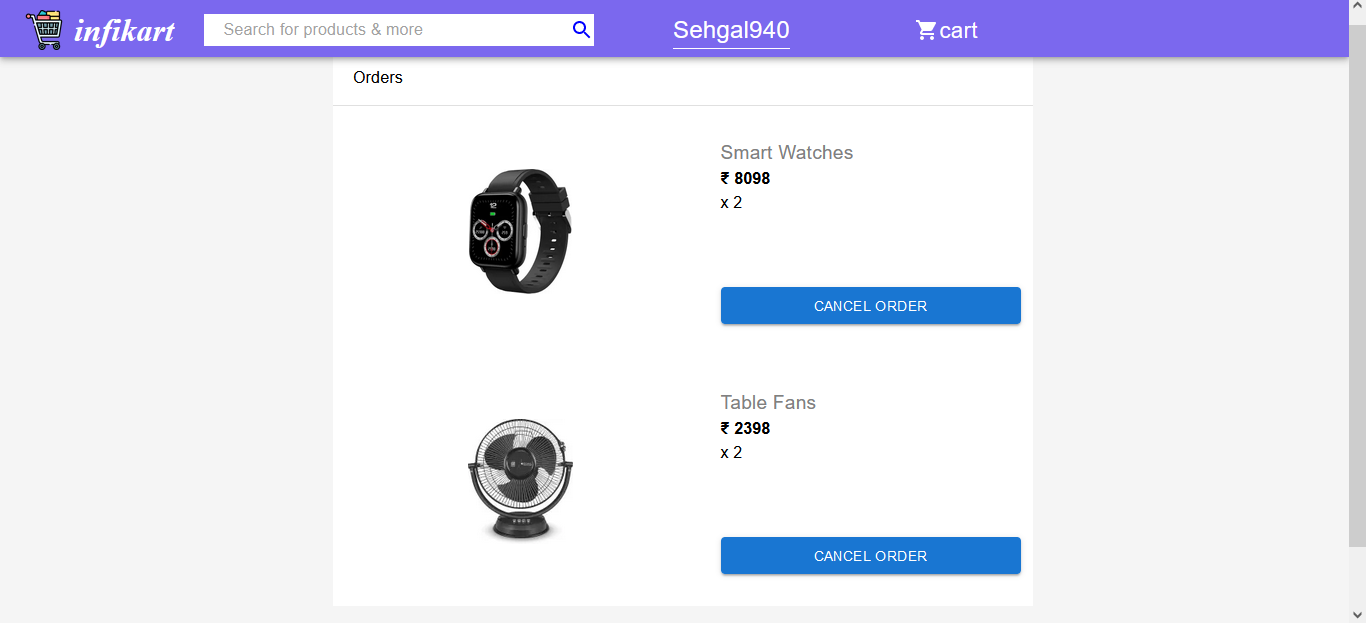 infikart
Search for products & more
Sehgal940
cart
Orders
Smart Watches
₹ 8098
x 2
CANCEL ORDER
Table Fans
₹ 2398
x 2
CANCEL ORDER